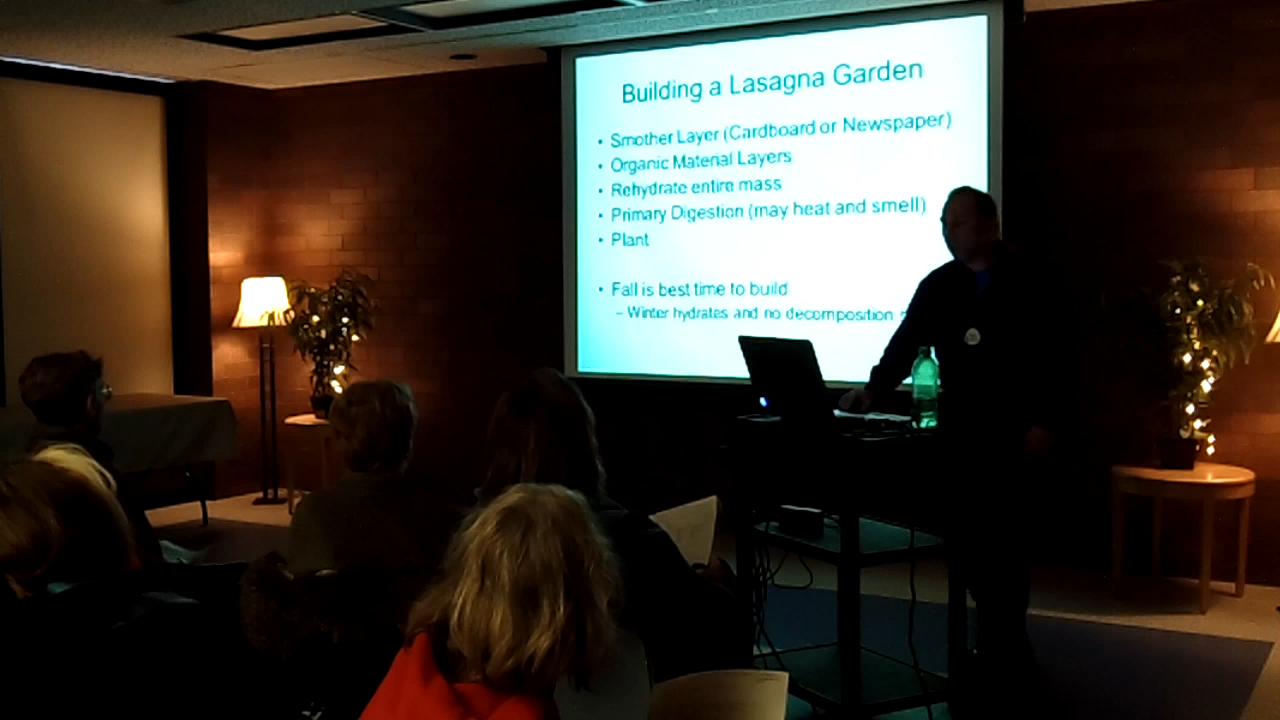 Building a Lasagna Garden
• Smother Layer (Cardboard or Newspaper)
• Organic Material Layers
• Rehydrate entire mass
• Primary Digestion (may heat and smell)
• Plant
• Fall is best time to build
– Winter hydrates and no decomposition